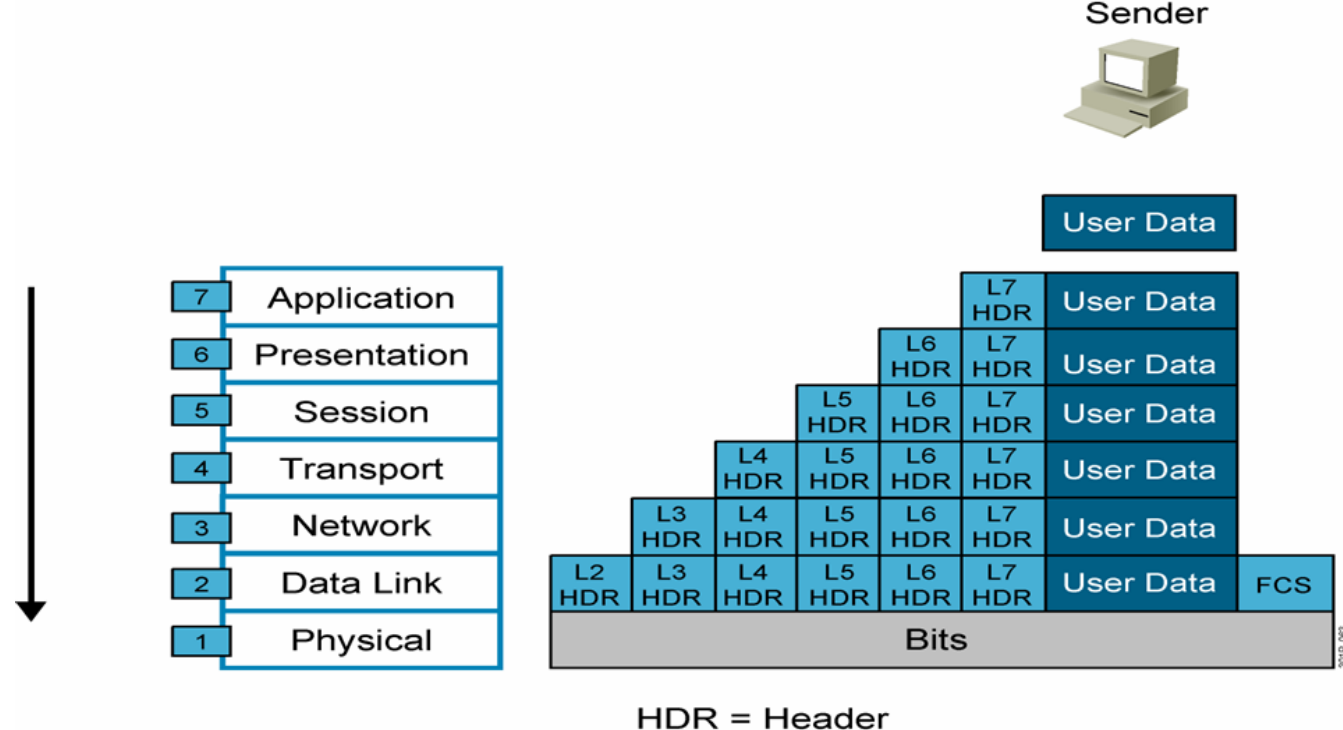 Sender
User Data
7 Application
L7 HDR User Data
6 Presentation
L6 HDR L7 HDR User Data
5 Session
L5 HDR L6 HDR L7 HDR User Data
4 Transport
L4 HDR L5 HDR L6 HDR L7 HDR User Data
3 Network
L3 HDR L4 HDR L5 HDR L6 HDR L7 HDR User Data
2 Data Link
L2 HDR L3 HDR L4 HDR L5 HDR L6 HDR L7 HDR User Data FCS
1 Physical
Bits
HDR = Header